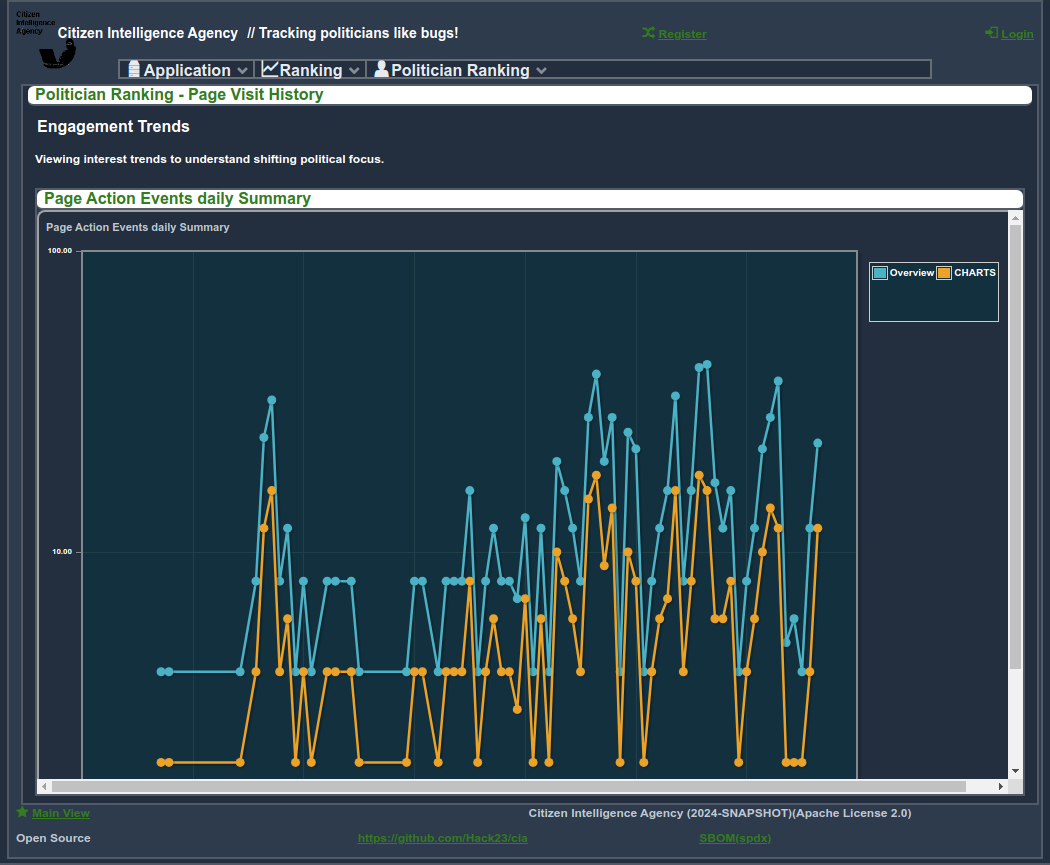 Citizen
Intelligence
Agency
Citizen Intelligence Agency // Tracking politicians like bugs!
Register
Login
Application
Ranking
Politician Ranking
Politician Ranking - Page Visit History
Engagement Trends
Viewing interest trends to understand shifting political focus.
Page Action Events daily Summary
Page Action Events daily Summary
100.00
Overview CHARTS
10.00
Main View
Citizen Intelligence Agency (2024-SNAPSHOT)(Apache License 2.0)
Open Source
https://github.com/Hack23/cia
SBOM(spdx)